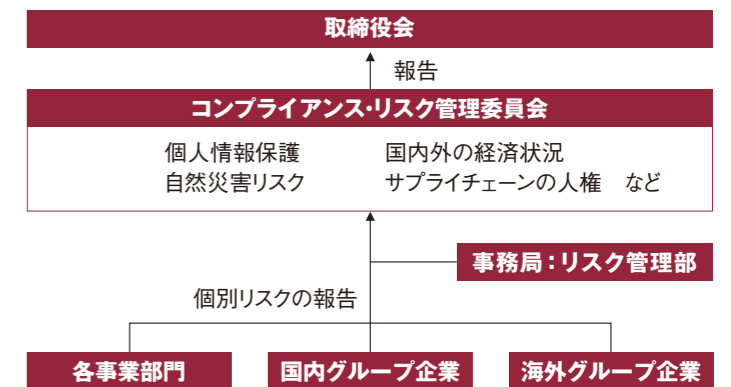 取締役会
報告
コンプライアンス・リスク管理委員会
個人情報保護　国内外の経済状況
自然災害リスク　サプライチェーンの人権　など
事務局：リスク管理部
個別リスクの報告
各事業部門　国内グループ企業　海外グループ企業